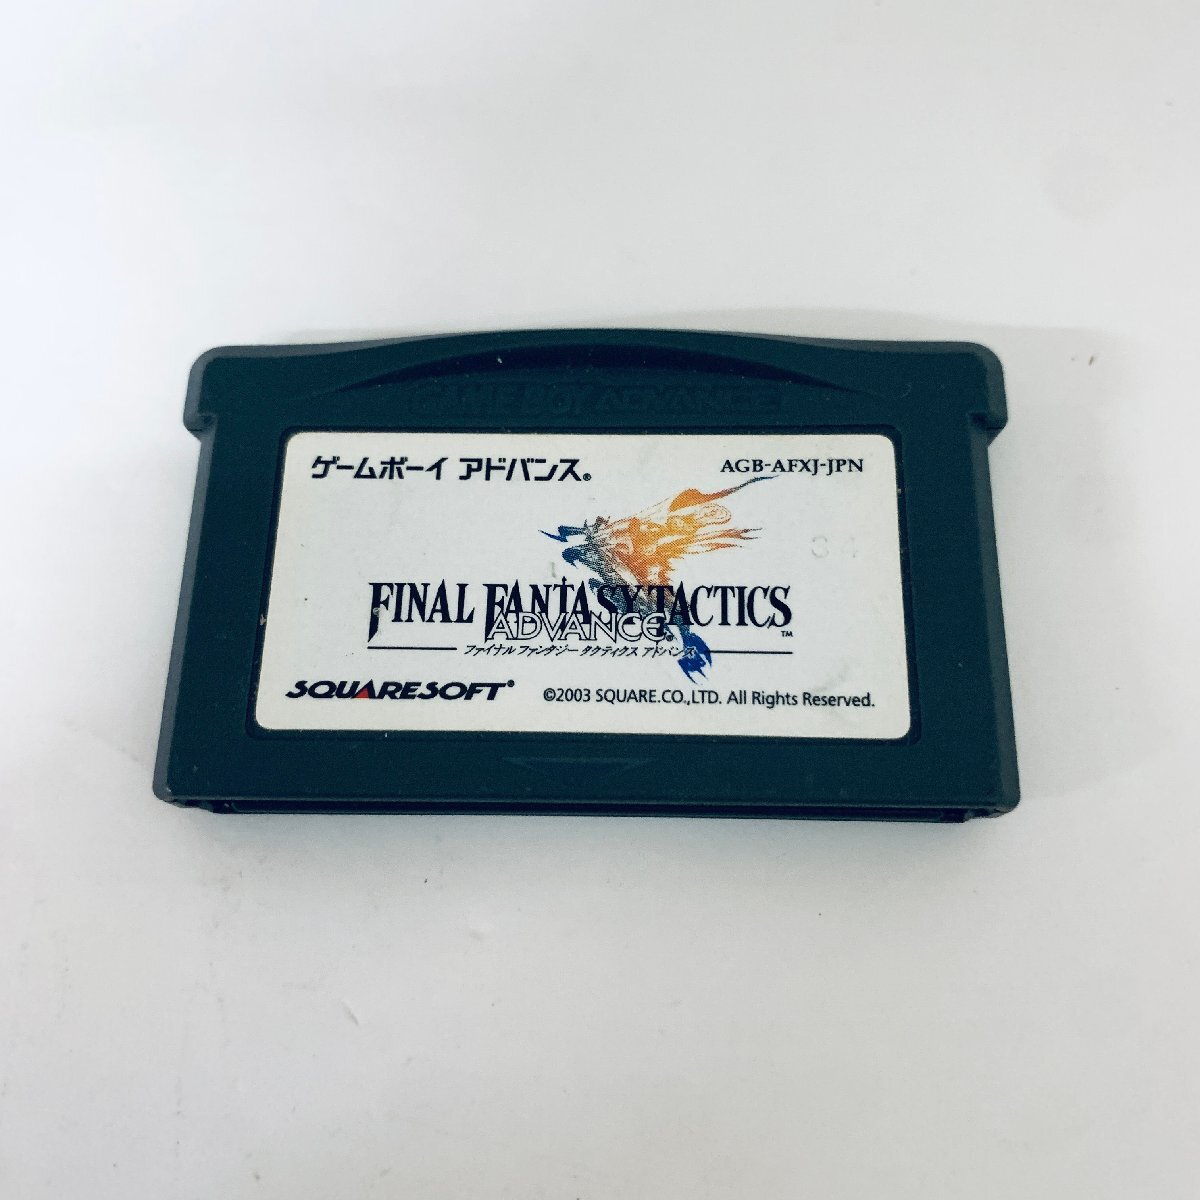 GAME BOY ADVANCE
ゲームボーイ アドバンス®
AGB-AFXJ-JPN
FINAL FANTASY TACTICS™
ADVANCE®
ファイナルファンタジー タクティクス アドバンス
SQUARESOFT®
©2003 SQUARE.CO.,LTD. All Rights Reserved.